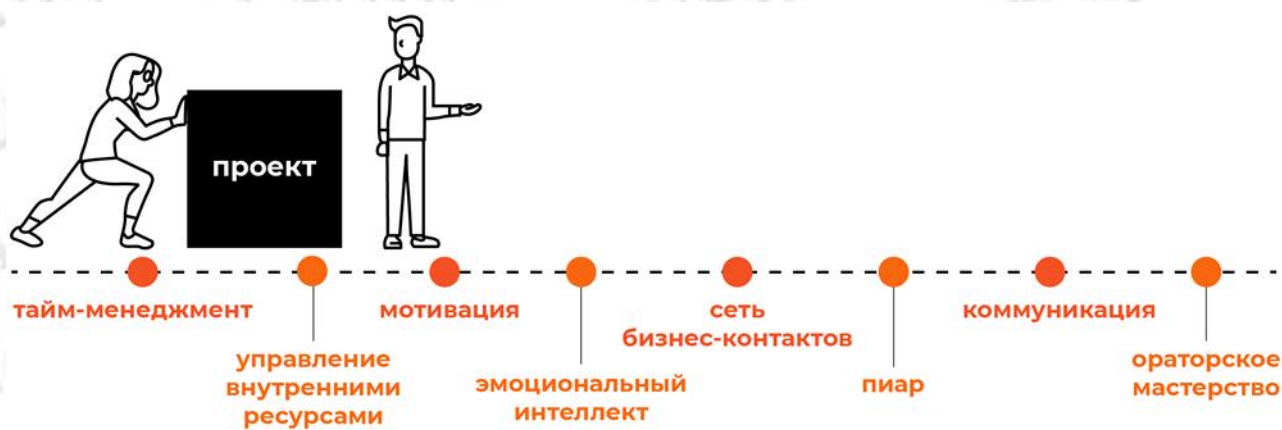 проект
тайм-менеджмент
управление
внутренними
ресурсами
мотивация
эмоциональный
интеллект
сеть
бизнес-контактов
пиар
коммуникация
ораторское
мастерство